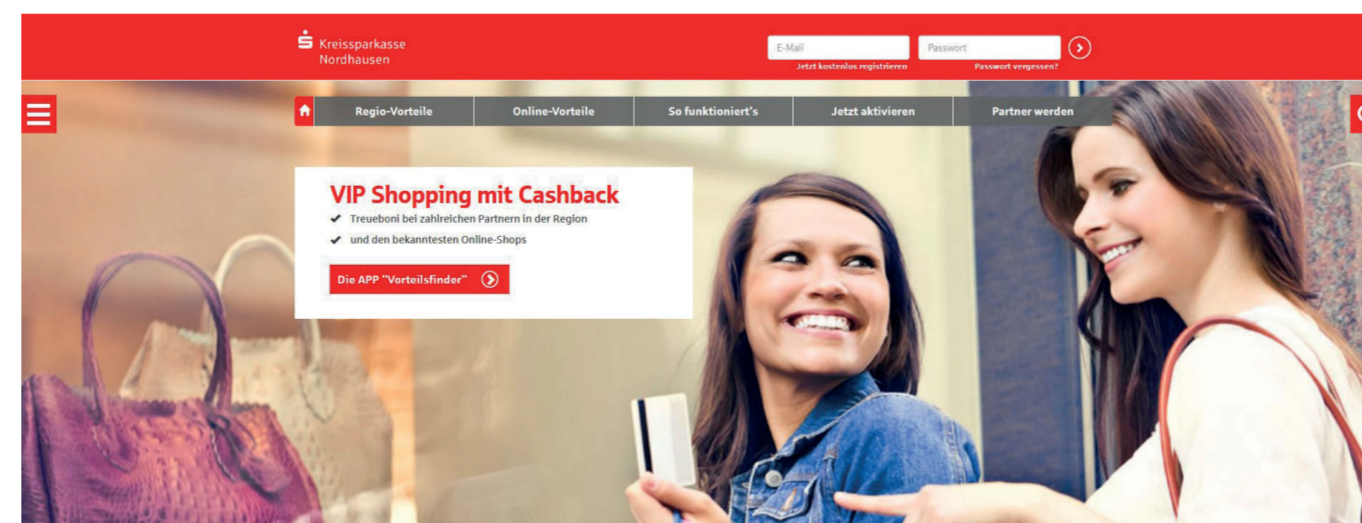 Kreissparkasse
Nordhausen
E-Mail
Passwort
Jetzt kostenlos registrieren
Passwort vergessen?
Regio-Vorteile
Online-Vorteile
So funktioniert's
Jetzt aktivieren
Partner werden
VIP Shopping mit Cashback
Treueboni bei zahlreichen Partnern in der Region
und den bekanntesten Online-Shops
Die APP "Vorteilsfinder"